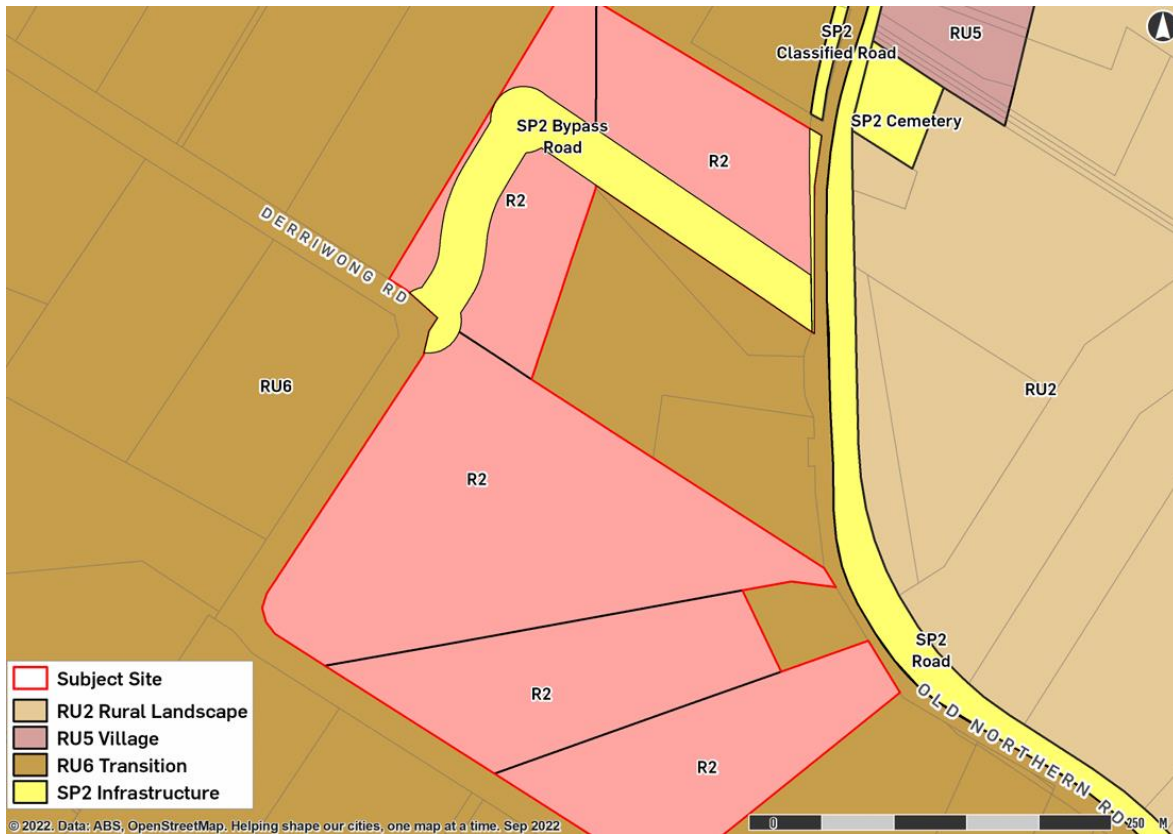 SP2
Classified Road
RU5
SP2 Cemetery
SP2 Bypass
Road
R2
R2
DERRIWONG RD
RU6
RU2
R2
SP2
Road
R2
OLD NORTHERN RD
R2
Subject Site
RU2 Rural Landscape
RU5 Village
RU6 Transition
SP2 Infrastructure
0 250 M
© 2022. Data: ABS, OpenStreetMap. Helping shape our cities, one map at a time. Sep 2022